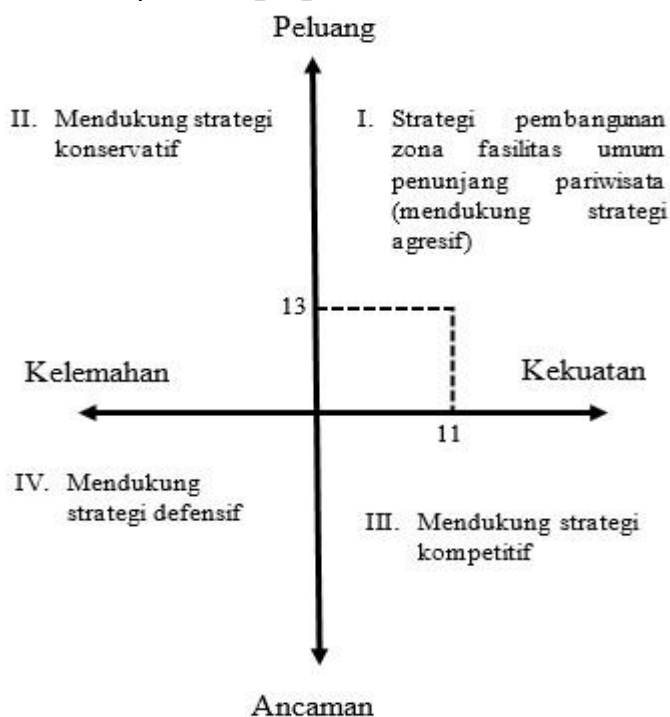 Peluang
II. Mendukung strategi
konservatif
I. Strategi pembangunan
zona fasilitas umum
penunjang pariwisata
(mendukung strategi
agresif)
13
Kelemahan
Kekuatan
11
IV. Mendukung
strategi defensif
III. Mendukung strategi
kompetitif
Ancaman